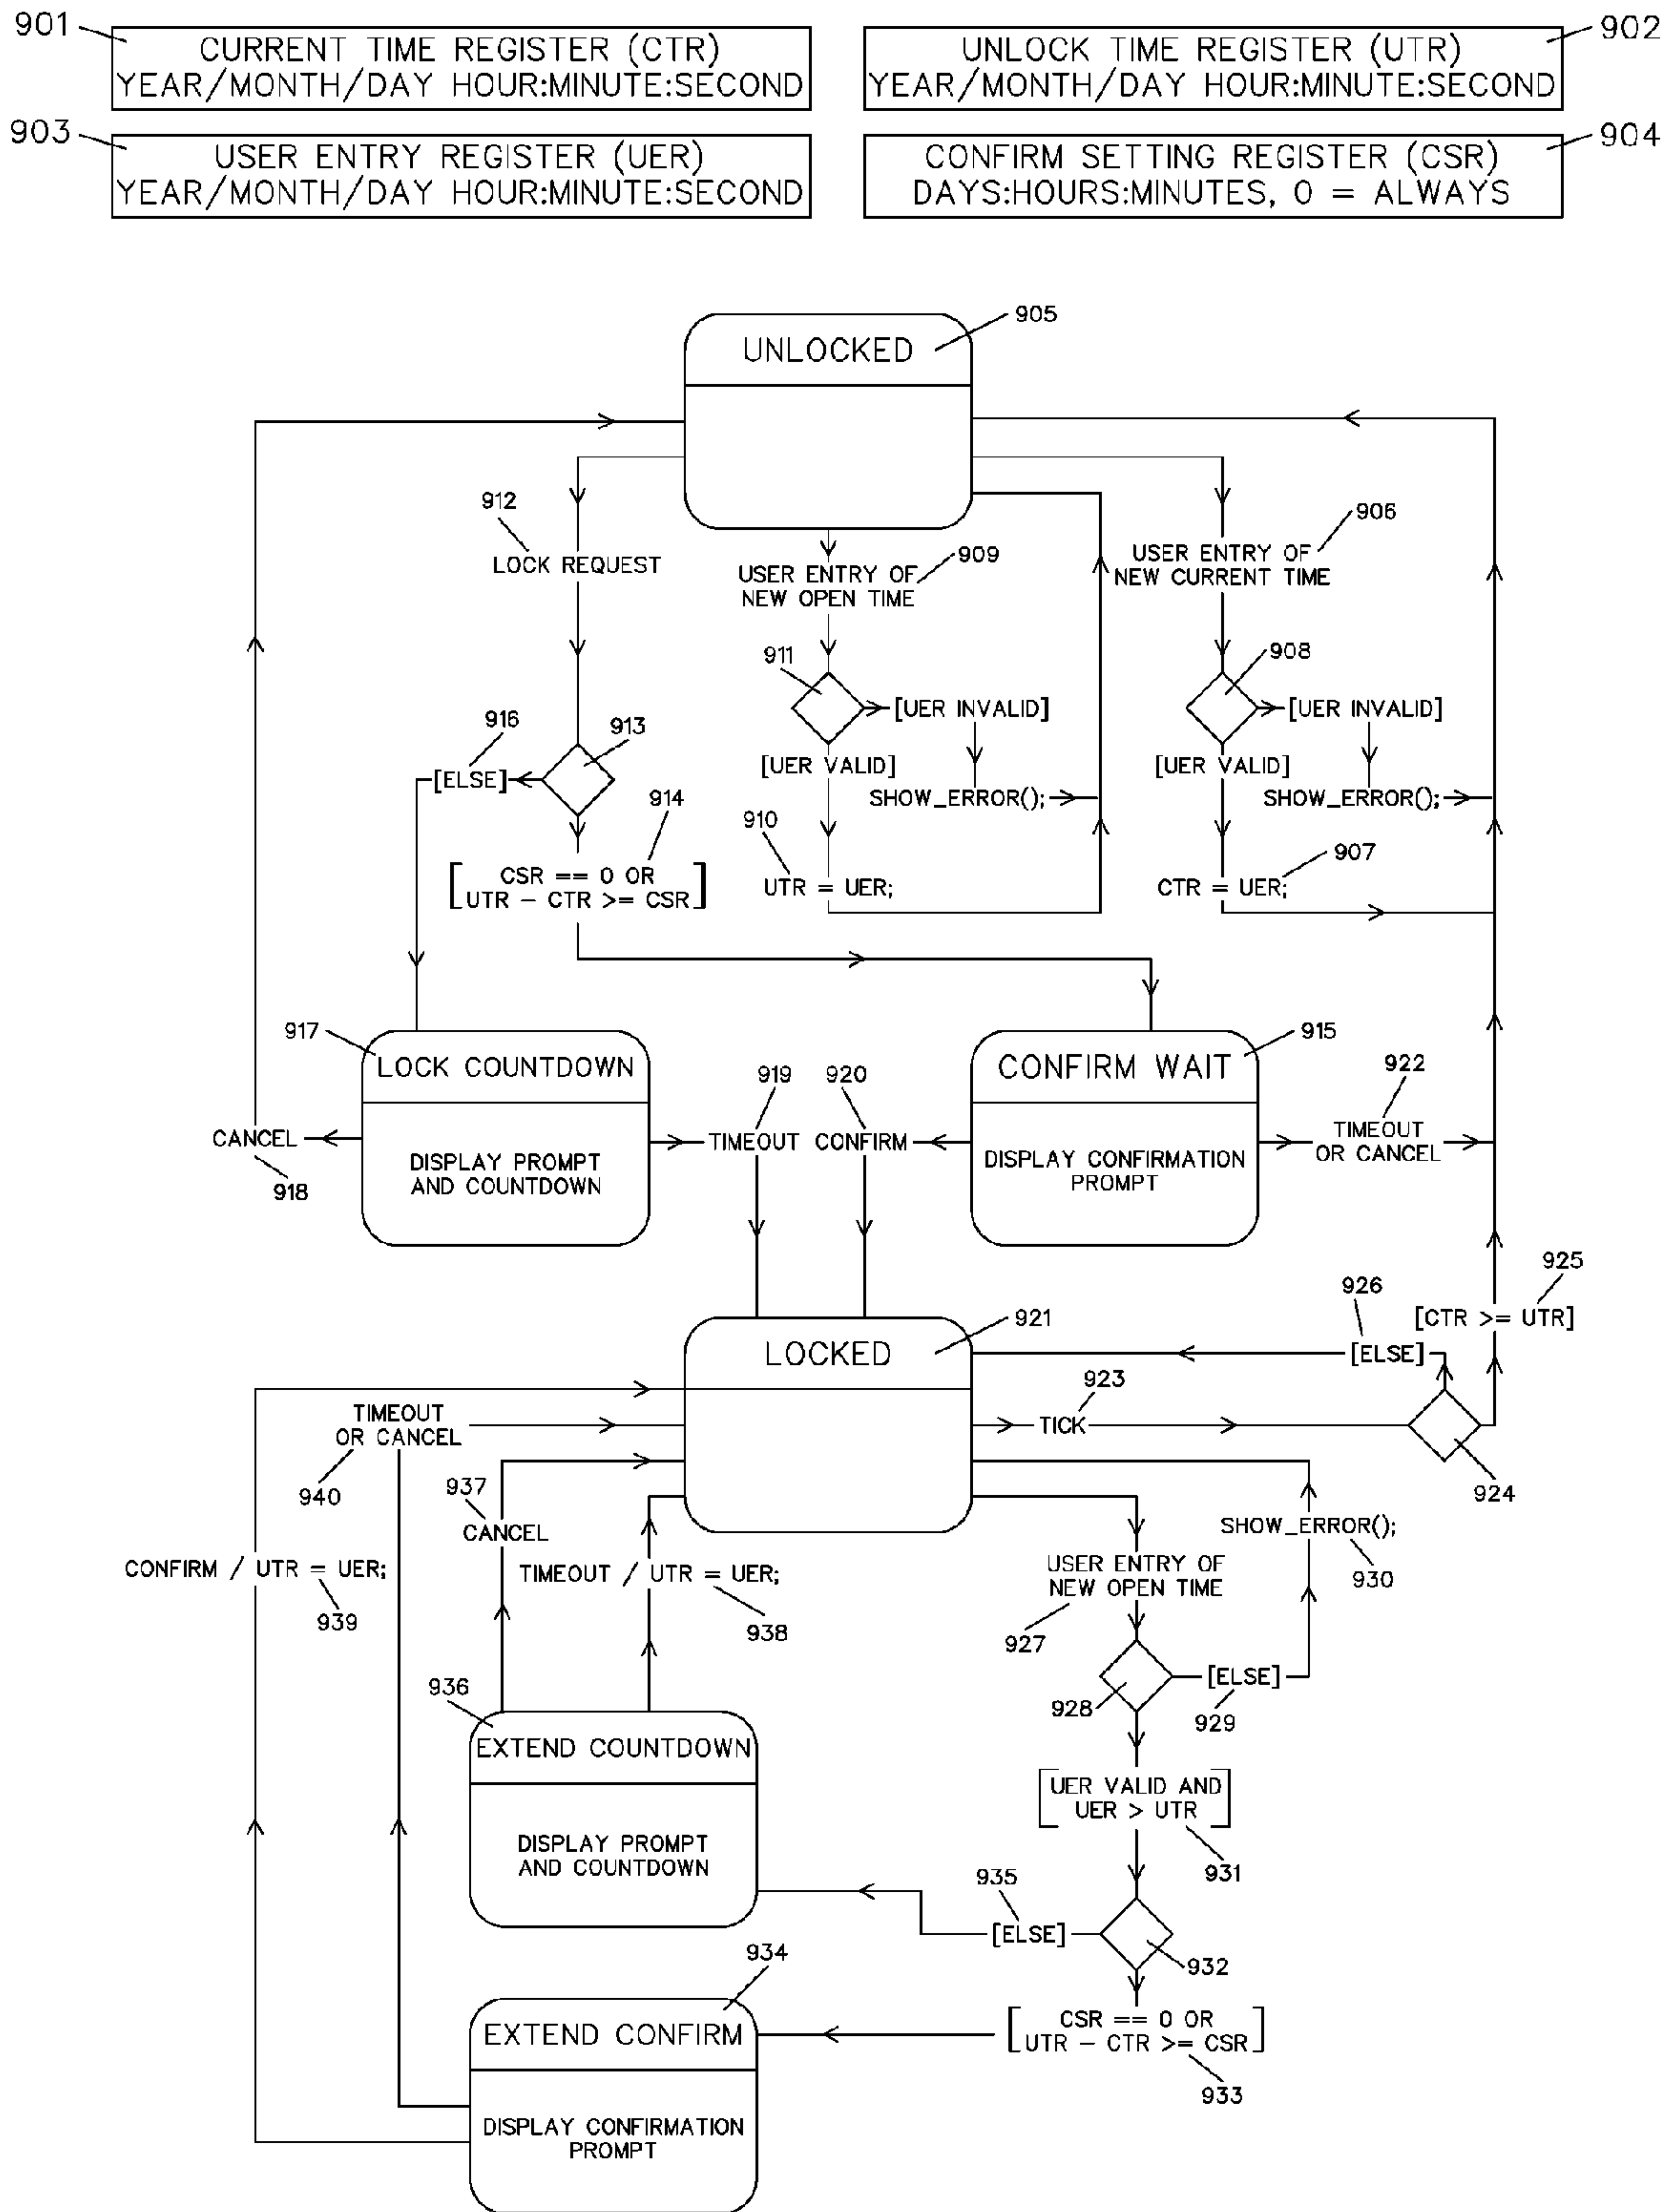 901
CURRENT TIME REGISTER (CTR)
YEAR/MONTH/DAY HOUR:MINUTE:SECOND
UNLOCK TIME REGISTER (UTR)
YEAR/MONTH/DAY HOUR:MINUTE:SECOND
902
903
USER ENTRY REGISTER (UER)
YEAR/MONTH/DAY HOUR:MINUTE:SECOND
CONFIRM SETTING REGISTER (CSR)
DAYS:HOURS:MINUTES, 0 = ALWAYS
904
UNLOCKED
905
912
LOCK REQUEST
USER ENTRY OF
NEW OPEN TIME
909
USER ENTRY OF
NEW CURRENT TIME
906
916
[ELSE]
913
914
[CSR == 0 OR
UTR - CTR >= CSR]
911
[UER INVALID]
[UER VALID]
SHOW_ERROR();
910
UTR = UER;
908
[UER INVALID]
[UER VALID]
SHOW_ERROR();
907
CTR = UER;
917
LOCK COUNTDOWN
DISPLAY PROMPT
AND COUNTDOWN
CANCEL
918
919
TIMEOUT
920
CONFIRM
915
CONFIRM WAIT
DISPLAY CONFIRMATION
PROMPT
922
TIMEOUT
OR CANCEL
LOCKED
921
926
[ELSE]
925
[CTR >= UTR]
923
TICK
924
TIMEOUT
OR CANCEL
940
937
CANCEL
CONFIRM / UTR = UER;
939
TIMEOUT / UTR = UER;
938
USER ENTRY OF
NEW OPEN TIME
927
SHOW_ERROR();
930
928
[ELSE]
929
[UER VALID AND
UER > UTR]
931
936
EXTEND COUNTDOWN
DISPLAY PROMPT
AND COUNTDOWN
935
[ELSE]
932
934
EXTEND CONFIRM
DISPLAY CONFIRMATION
PROMPT
[CSR == 0 OR
UTR - CTR >= CSR]
933